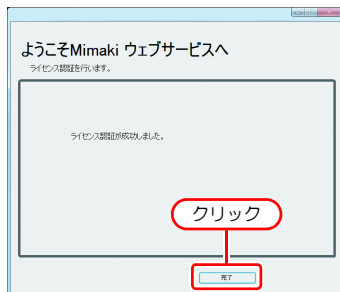 ようこそMimaki ウェブサービスへ
ライセンス認証を行います。
ライセンス認証が成功しました。
クリック
完了